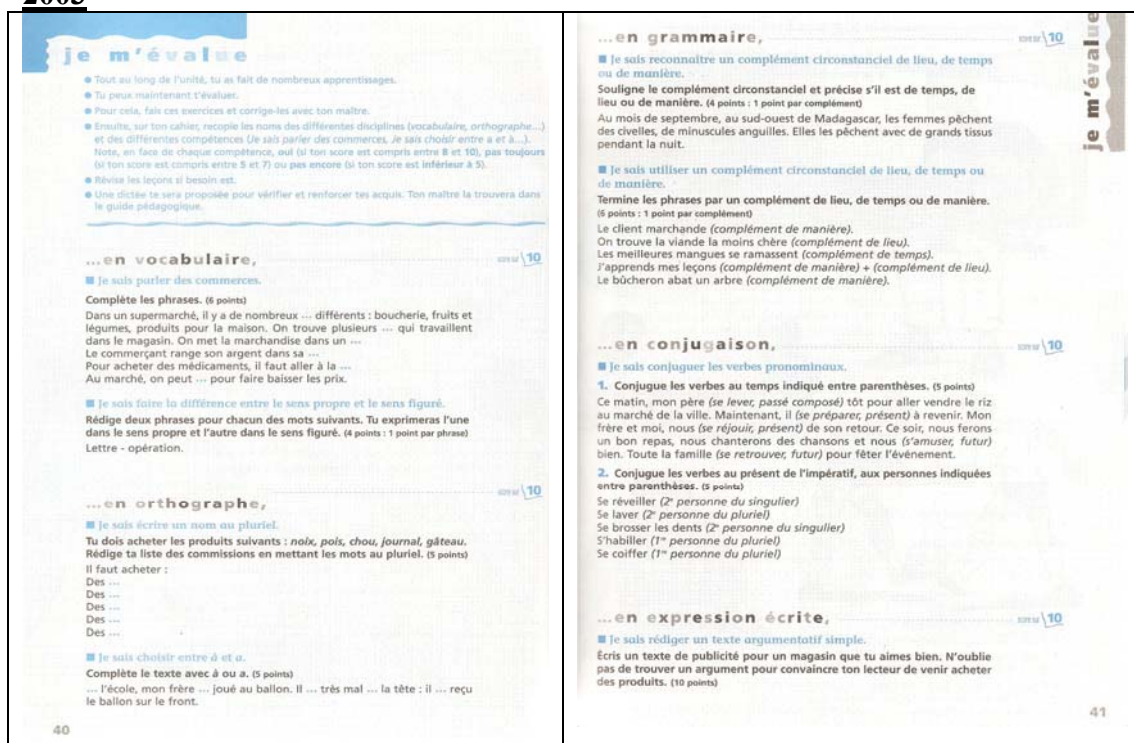 2005
je m'évalue
● Tout au long de l'unité, tu as fait de nombreux apprentissages.
● Tu peux maintenant t'évaluer.
● Pour cela, fais ces exercices et corrige-les avec ton maître.
● Ensuite, sur ton cahier, recopie les noms des différentes disciplines (vocabulaire, orthographe...)
et des différentes compétences (Je sais parler des commerces, Je sais choisir entre a et à...).
Note, en face de chaque compétence, oui (si ton score est compris entre 8 et 10), pas toujours
(si ton score est compris entre 5 et 7) ou pas encore (si ton score est inférieur à 5).
● Révise les leçons si besoin est.
● Une dictée te sera proposée pour vérifier et renforcer tes acquis. Ton maître la trouvera dans
le guide pédagogique.
...en vocabulaire, score sur 10
■ Je sais parler des commerces.
Complète les phrases. (6 points)
Dans un supermarché, il y a de nombreux ... différents : boucherie, fruits et
légumes, produits pour la maison. On trouve plusieurs ... qui travaillent
dans le magasin. On met la marchandise dans un ...
Le commerçant range son argent dans sa ...
Pour acheter des médicaments, il faut aller à la ...
Au marché, on peut ... pour faire baisser les prix.
■ Je sais faire la différence entre le sens propre et le sens figuré.
Rédige deux phrases pour chacun des mots suivants. Tu exprimeras l'une
dans le sens propre et l'autre dans le sens figuré. (4 points : 1 point par phrase)
Lettre - opération.
...en orthographe, score sur 10
■ Je sais écrire un nom au pluriel.
Tu dois acheter les produits suivants : noix, pois, chou, journal, gâteau.
Rédige ta liste des commissions en mettant les mots au pluriel. (5 points)
Il faut acheter :
Des ...
Des ...
Des ...
Des ...
Des ...
■ Je sais choisir entre à et a.
Complète le texte avec à ou a. (5 points)
... l'école, mon frère ... joué au ballon. Il ... très mal ... la tête : il ... reçu
le ballon sur le front.
40
je m'évalue
...en grammaire, score sur 10
■ Je sais reconnaître un complément circonstanciel de lieu, de temps
ou de manière.
Souligne le complément circonstanciel et précise s'il est de temps, de
lieu ou de manière. (4 points : 1 point par complément)
Au mois de septembre, au sud-ouest de Madagascar, les femmes pêchent
des civelles, de minuscules anguilles. Elles les pêchent avec de grands tissus
pendant la nuit.
■ Je sais utiliser un complément circonstanciel de lieu, de temps ou
de manière.
Termine les phrases par un complément de lieu, de temps ou de manière.
(6 points : 1 point par complément)
Le client marchande (complément de manière).
On trouve la viande la moins chère (complément de lieu).
Les meilleures mangues se ramassent (complément de temps).
J'apprends mes leçons (complément de manière) + (complément de lieu).
Le bûcheron abat un arbre (complément de manière).
...en conjugaison, score sur 10
■ Je sais conjuguer les verbes pronominaux.
1. Conjugue les verbes au temps indiqué entre parenthèses. (5 points)
Ce matin, mon père (se lever, passé composé) tôt pour aller vendre le riz
au marché de la ville. Maintenant, il (se préparer, présent) à revenir. Mon
frère et moi, nous (se réjouir, présent) de son retour. Ce soir, nous ferons
un bon repas, nous chanterons des chansons et nous (s'amuser, futur)
bien. Toute la famille (se retrouver, futur) pour fêter l'événement.
2. Conjugue les verbes au présent de l'impératif, aux personnes indiquées
entre parenthèses. (5 points)
Se réveiller (2e personne du singulier)
Se laver (2e personne du pluriel)
Se brosser les dents (2e personne du singulier)
S'habiller (1re personne du pluriel)
Se coiffer (1re personne du pluriel)
...en expression écrite, score sur 10
■ Je sais rédiger un texte argumentatif simple.
Écris un texte de publicité pour un magasin que tu aimes bien. N'oublie
pas de trouver un argument pour convaincre ton lecteur de venir acheter
des produits. (10 points)
41